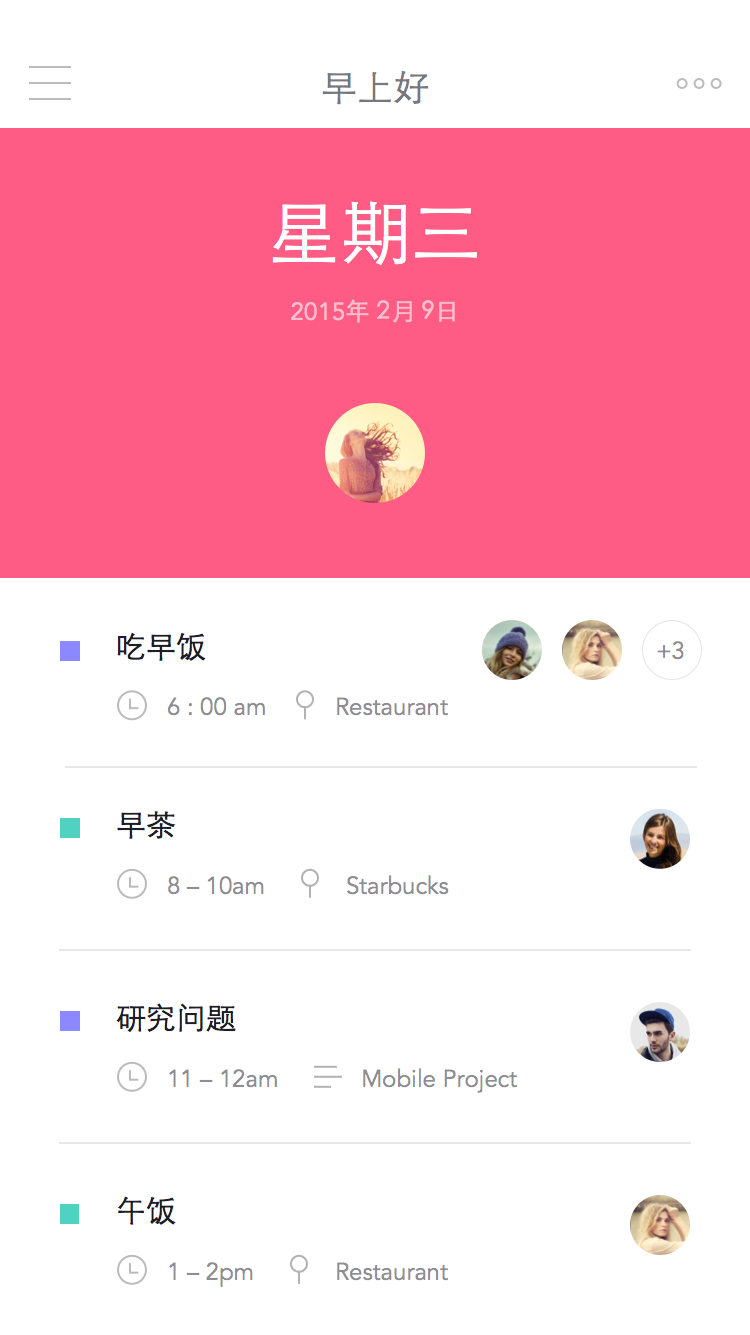 早上好
星期三
2015年 2月 9日
吃早饭
+3
6 : 00 am Restaurant
早茶
8 – 10am Starbucks
研究问题
11 – 12am Mobile Project
午饭
1 – 2pm Restaurant